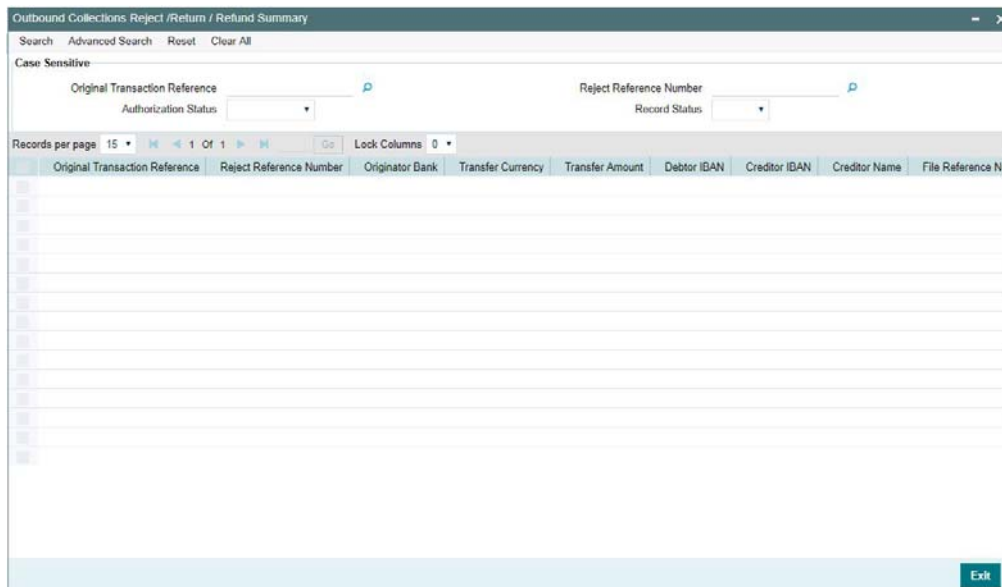 Outbound Collections Reject /Return / Refund Summary
Search Advanced Search Reset Clear All
Case Sensitive
Original Transaction Reference Reject Reference Number
Authorization Status Record Status
Records per page 15 1 Of 1 Go Lock Columns 0
Original Transaction Reference Reject Reference Number Originator Bank Transfer Currency Transfer Amount Debtor IBAN Creditor IBAN Creditor Name File Reference N
Exit